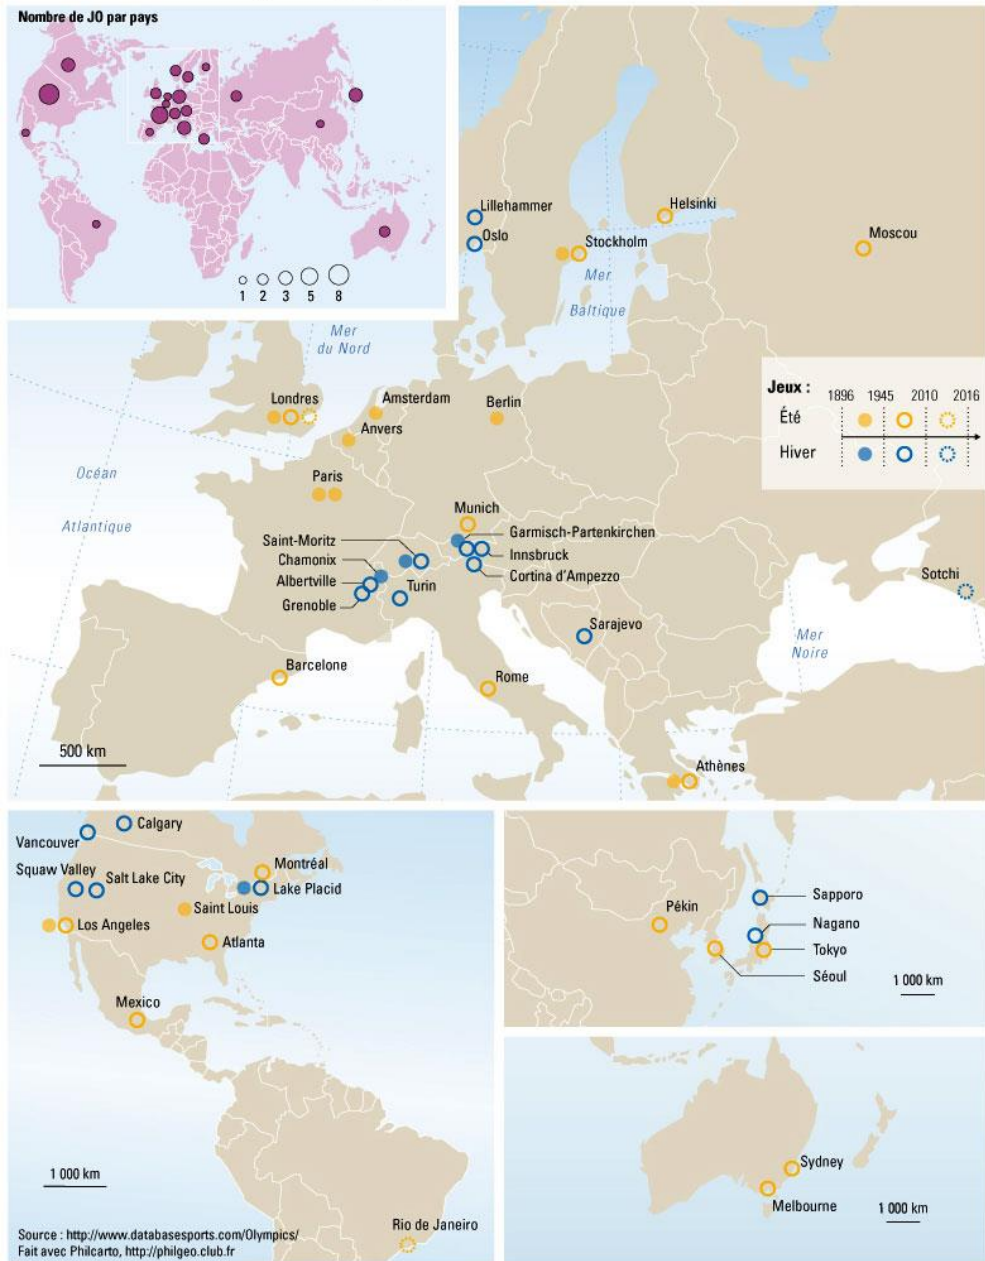 Nombre de JO par pays
1 2 3 5 8
Lillehammer
Oslo
Helsinki
Stockholm
Moscou
Mer
Baltique
Mer
du Nord
Jeux :
1896 1945 2010 2016
Été
Hiver
Londres
Amsterdam
Anvers
Berlin
Océan
Atlantique
Paris
Munich
Garmisch-Partenkirchen
Saint-Moritz
Chamonix
Innsbruck
Albertville
Cortina d'Ampezzo
Turin
Grenoble
Sotchi
Sarajevo
Mer
Noire
Barcelone
Rome
500 km
Athènes
Calgary
Vancouver
Squaw Valley
Salt Lake City
Montréal
Lake Placid
Saint Louis
Los Angeles
Atlanta
Mexico
1 000 km
Rio de Janeiro
Source : http://www.databasesports.com/Olympics/
Fait avec Philcarto, http://philgeo.club.fr
Sapporo
Pékin
Nagano
Tokyo
Séoul
1 000 km
Sydney
Melbourne
1 000 km